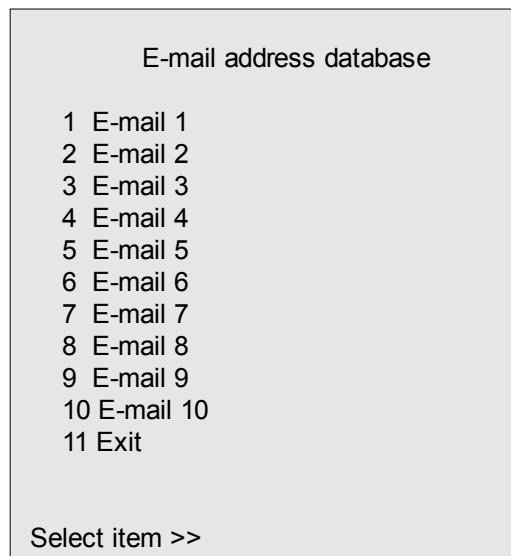 E-mail address database
1 E-mail 1
2 E-mail 2
3 E-mail 3
4 E-mail 4
5 E-mail 5
6 E-mail 6
7 E-mail 7
8 E-mail 8
9 E-mail 9
10 E-mail 10
11 Exit
Select item >>